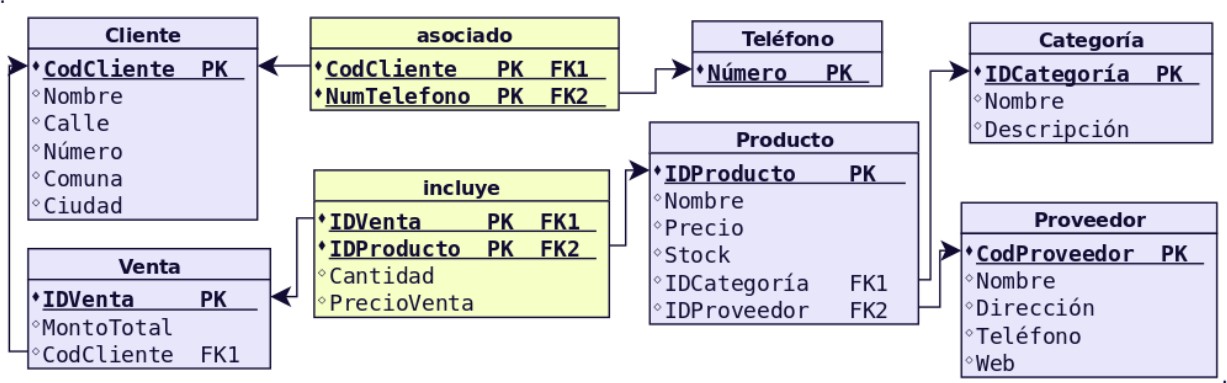 Cliente
CodCliente PK
Nombre
Calle
Número
Comuna
Ciudad
asociado
CodCliente PK FK1
NumTelefono PK FK2
Teléfono
Número PK
Categoría
IDCategoría PK
Nombre
Descripción
Venta
IDVenta PK
MontoTotal
CodCliente FK1
incluye
IDVenta PK FK1
IDProducto PK FK2
Cantidad
PrecioVenta
Producto
IDProducto PK
Nombre
Precio
Stock
IDCategoría FK1
IDProveedor FK2
Proveedor
CodProveedor PK
Nombre
Dirección
Teléfono
Web